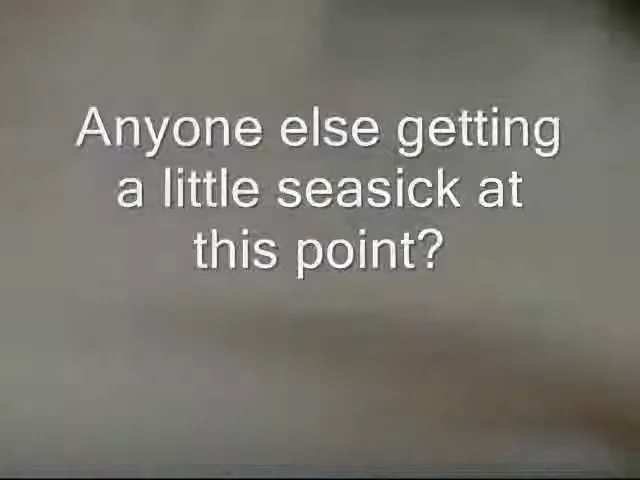 Anyone else getting
a little seasick at
this point?